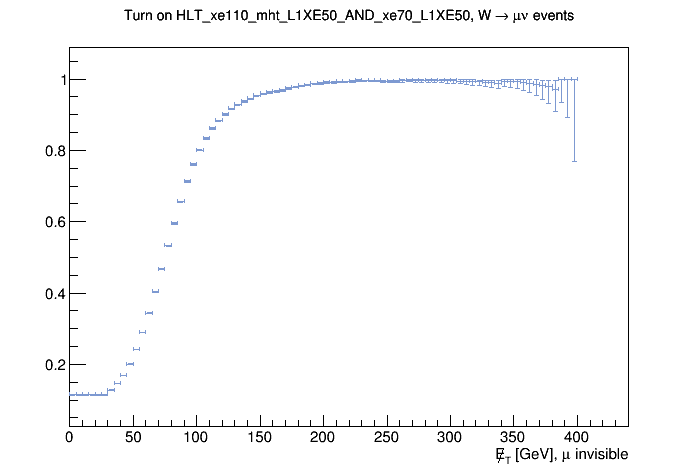 Turn on HLT_xe110_mht_L1XE50_AND_xe70_L1XE50, W → μν events
1
0.8
0.6
0.4
0.2
0 50 100 150 200 250 300 350 400
E̸_T [GeV], μ invisible